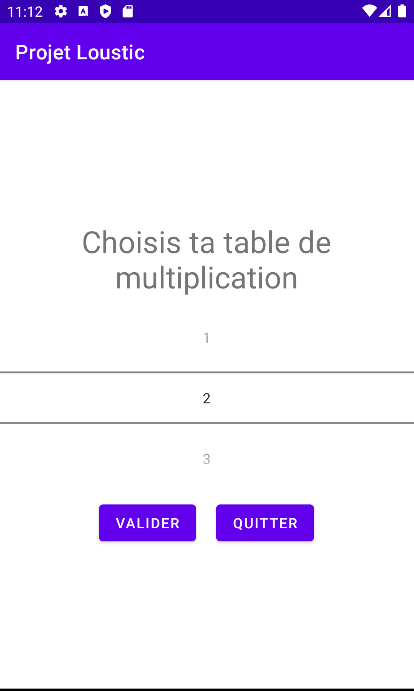 11:12
Projet Loustic
Choisis ta table de
multiplication
1
2
3
VALIDER QUITTER